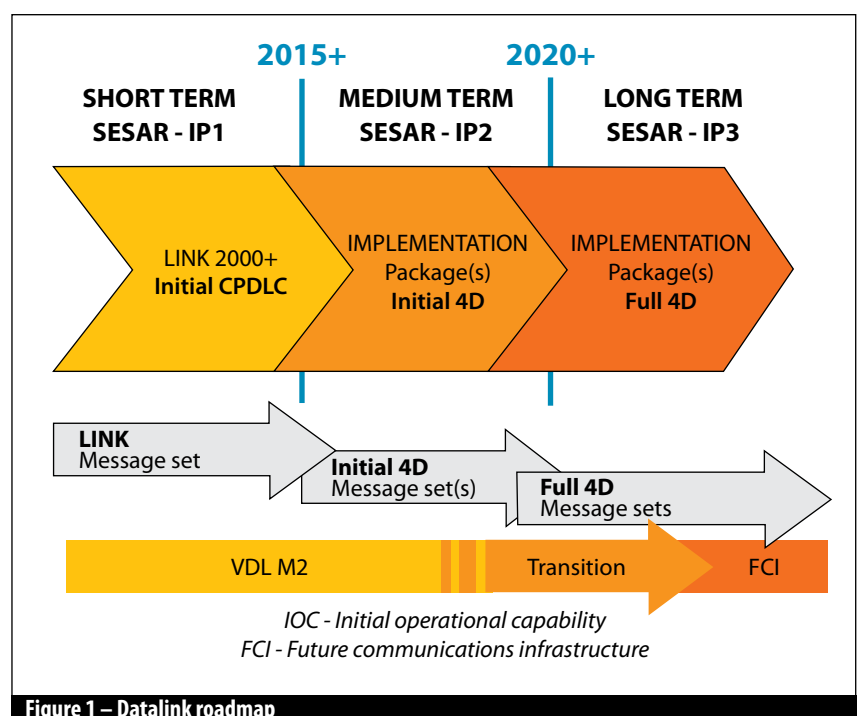 2015+
2020+
SHORT TERM
SESAR - IP1
MEDIUM TERM
SESAR - IP2
LONG TERM
SESAR - IP3
LINK 2000+
Initial CPDLC
IMPLEMENTATION
Package(s)
Initial 4D
IMPLEMENTATION
Package(s)
Full 4D
LINK
Message set
Initial 4D
Message set(s)
Full 4D
Message sets
VDL M2
Transition
FCI
IOC - Initial operational capability
FCI - Future communications infrastructure
Figure 1 – Datalink roadmap